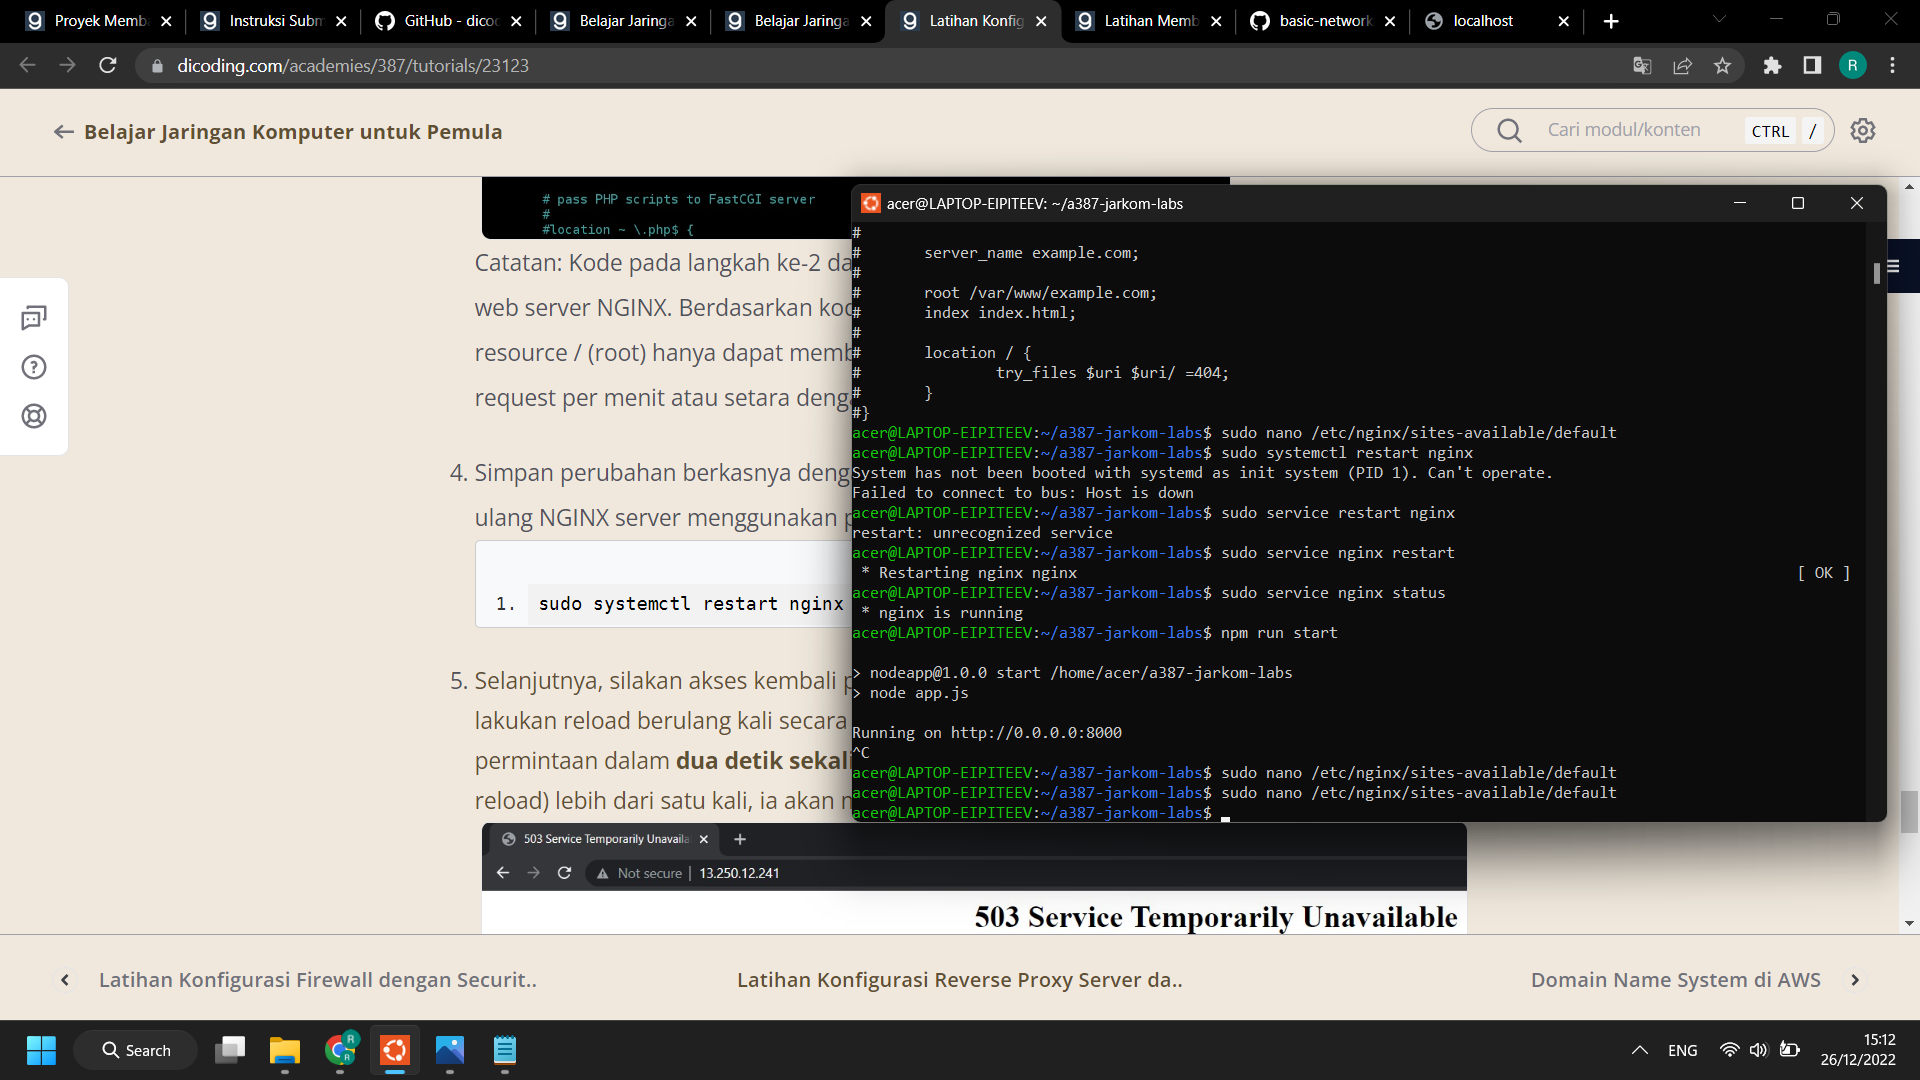 Proyek Memba
Instruksi Subm
GitHub - dicod
Belajar Jaringa
Belajar Jaringa
Latihan Konfig
Latihan Memb
basic-network
localhost
dicoding.com/academies/387/tutorials/23123
R
Belajar Jaringan Komputer untuk Pemula
Cari modul/konten
CTRL /
# pass PHP scripts to FastCGI server
#
#location ~ \.php$ {
Catatan: Kode pada langkah ke-2 da
web server NGINX. Berdasarkan kod
resource / (root) hanya dapat memb
request per menit atau setara denga
4. Simpan perubahan berkasnya deng
ulang NGINX server menggunakan p
1. sudo systemctl restart nginx
5. Selanjutnya, silakan akses kembali p
lakukan reload berulang kali secara
permintaan dalam dua detik sekali
reload) lebih dari satu kali, ia akan m
acer@LAPTOP-EIPITEEV: ~/a387-jarkom-labs
#
# server_name example.com;
#
# root /var/www/example.com;
# index index.html;
#
# location / {
# try_files $uri $uri/ =404;
# }
#}
acer@LAPTOP-EIPITEEV:~/a387-jarkom-labs$ sudo nano /etc/nginx/sites-available/default
acer@LAPTOP-EIPITEEV:~/a387-jarkom-labs$ sudo systemctl restart nginx
System has not been booted with systemd as init system (PID 1). Can't operate.
Failed to connect to bus: Host is down
acer@LAPTOP-EIPITEEV:~/a387-jarkom-labs$ sudo service restart nginx
restart: unrecognized service
acer@LAPTOP-EIPITEEV:~/a387-jarkom-labs$ sudo service nginx restart
* Restarting nginx nginx [ OK ]
acer@LAPTOP-EIPITEEV:~/a387-jarkom-labs$ sudo service nginx status
* nginx is running
acer@LAPTOP-EIPITEEV:~/a387-jarkom-labs$ npm run start
> nodeapp@1.0.0 start /home/acer/a387-jarkom-labs
> node app.js
Running on http://0.0.0.0:8000
^C
acer@LAPTOP-EIPITEEV:~/a387-jarkom-labs$ sudo nano /etc/nginx/sites-available/default
acer@LAPTOP-EIPITEEV:~/a387-jarkom-labs$ sudo nano /etc/nginx/sites-available/default
acer@LAPTOP-EIPITEEV:~/a387-jarkom-labs$
503 Service Temporarily Unavaila
Not secure | 13.250.12.241
503 Service Temporarily Unavailable
Latihan Konfigurasi Firewall dengan Securit..
Latihan Konfigurasi Reverse Proxy Server da..
Domain Name System di AWS
Search
R
R
ENG
15:12
26/12/2022